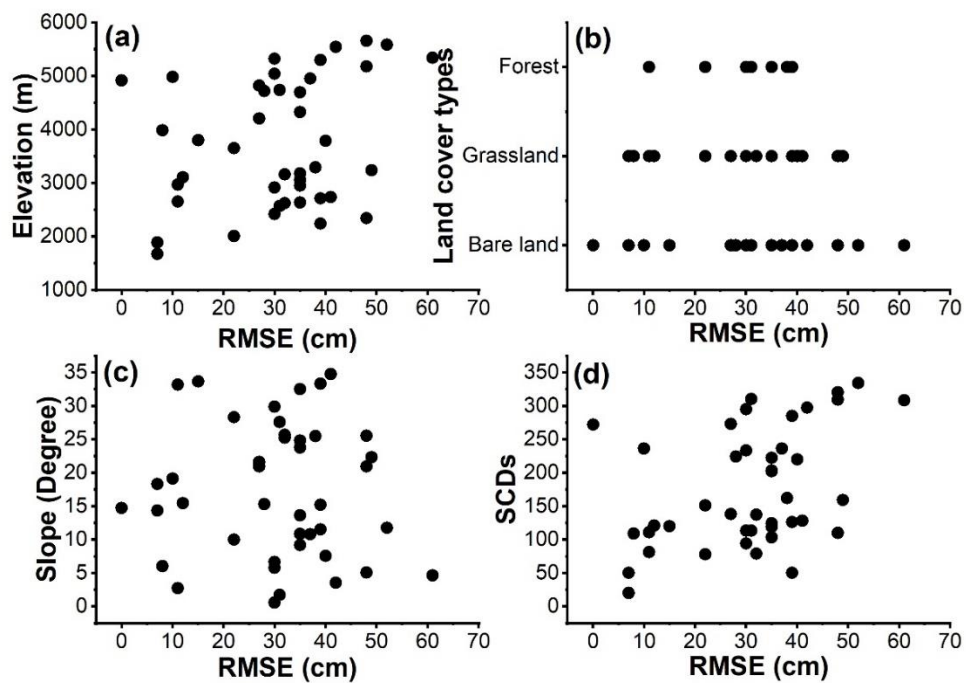 (a)
Elevation (m)
6000
5000
4000
3000
2000
1000
0 10 20 30 40 50 60 70
RMSE (cm)
(b)
Land cover types
Forest
Grassland
Bare land
0 10 20 30 40 50 60 70
RMSE (cm)
(c)
Slope (Degree)
35
30
25
20
15
10
5
0
0 10 20 30 40 50 60 70
RMSE (cm)
(d)
SCDs
350
300
250
200
150
100
50
0
0 10 20 30 40 50 60 70
RMSE (cm)